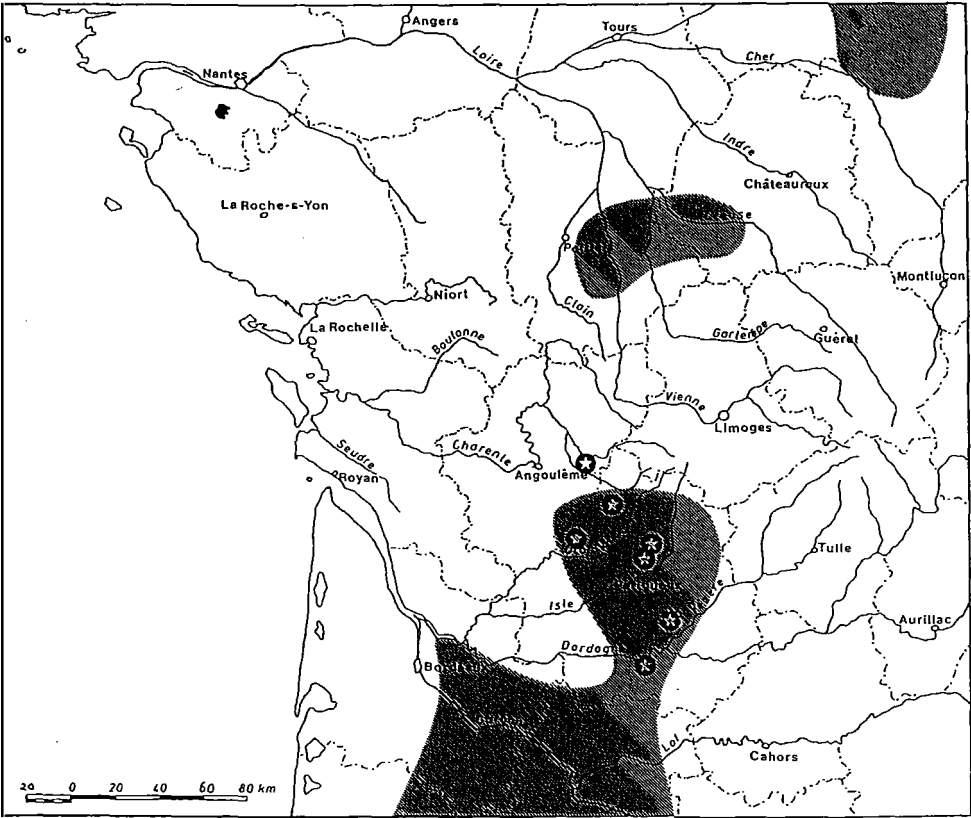 Angers
Tours
Loire
Cher
Nantes
Indre
Châteauroux
La Roche-s-Yon
Montluçon
Niort
Clain
La Rochelle
Boutonne
Gartempe
Guéret
Vienne
Limoges
Seudre
Charente
Angoulême
Royan
Tulle
Isle
Aurillac
Dordogne
Bordeaux
Lot
Cahors
20 0 20 40 60 80 km